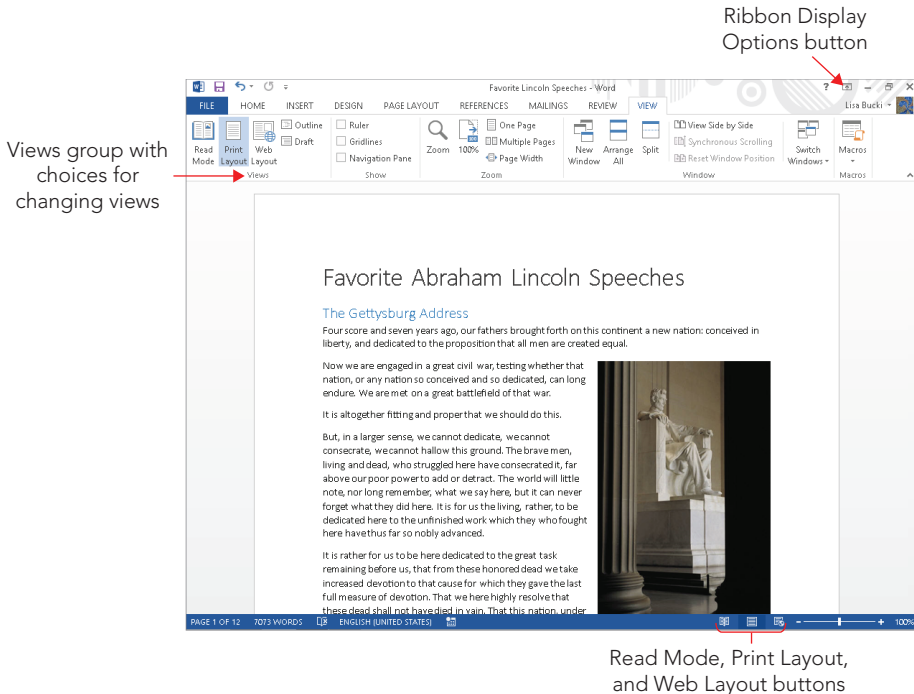 Ribbon Display
Options button
Favorite Lincoln Speeches - Word
?
FILE HOME INSERT DESIGN PAGE LAYOUT REFERENCES MAILINGS REVIEW VIEW Lisa Bucki
Read Mode
Print Layout
Web Layout
Outline
Draft
Views
Ruler
Gridlines
Navigation Pane
Show
Zoom
100%
One Page
Multiple Pages
Page Width
Zoom
New Window
Arrange All
Split
View Side by Side
Synchronous Scrolling
Reset Window Position
Switch Windows
Window
Macros
Macros
Views group with
choices for
changing views
Favorite Abraham Lincoln Speeches
The Gettysburg Address
Four score and seven years ago, our fathers brought forth on this continent a new nation: conceived in
liberty, and dedicated to the proposition that all men are created equal.
Now we are engaged in a great civil war, testing whether that
nation, or any nation so conceived and so dedicated, can long
endure. We are met on a great battlefield of that war.
It is altogether fitting and proper that we should do this.
But, in a larger sense, we cannot dedicate, we cannot
consecrate, we cannot hallow this ground. The brave men,
living and dead, who struggled here have consecrated it, far
above our poor power to add or detract. The world will little
note, nor long remember, what we say here, but it can never
forget what they did here. It is for us the living, rather, to be
dedicated here to the unfinished work which they who fought
here have thus far so nobly advanced.
It is rather for us to be here dedicated to the great task
remaining before us, that from these honored dead we take
increased devotion to that cause for which they gave the last
full measure of devotion. That we here highly resolve that
these dead shall not have died in vain. That this nation, under
PAGE 1 OF 12 7073 WORDS ENGLISH (UNITED STATES) 100%
Read Mode, Print Layout,
and Web Layout buttons